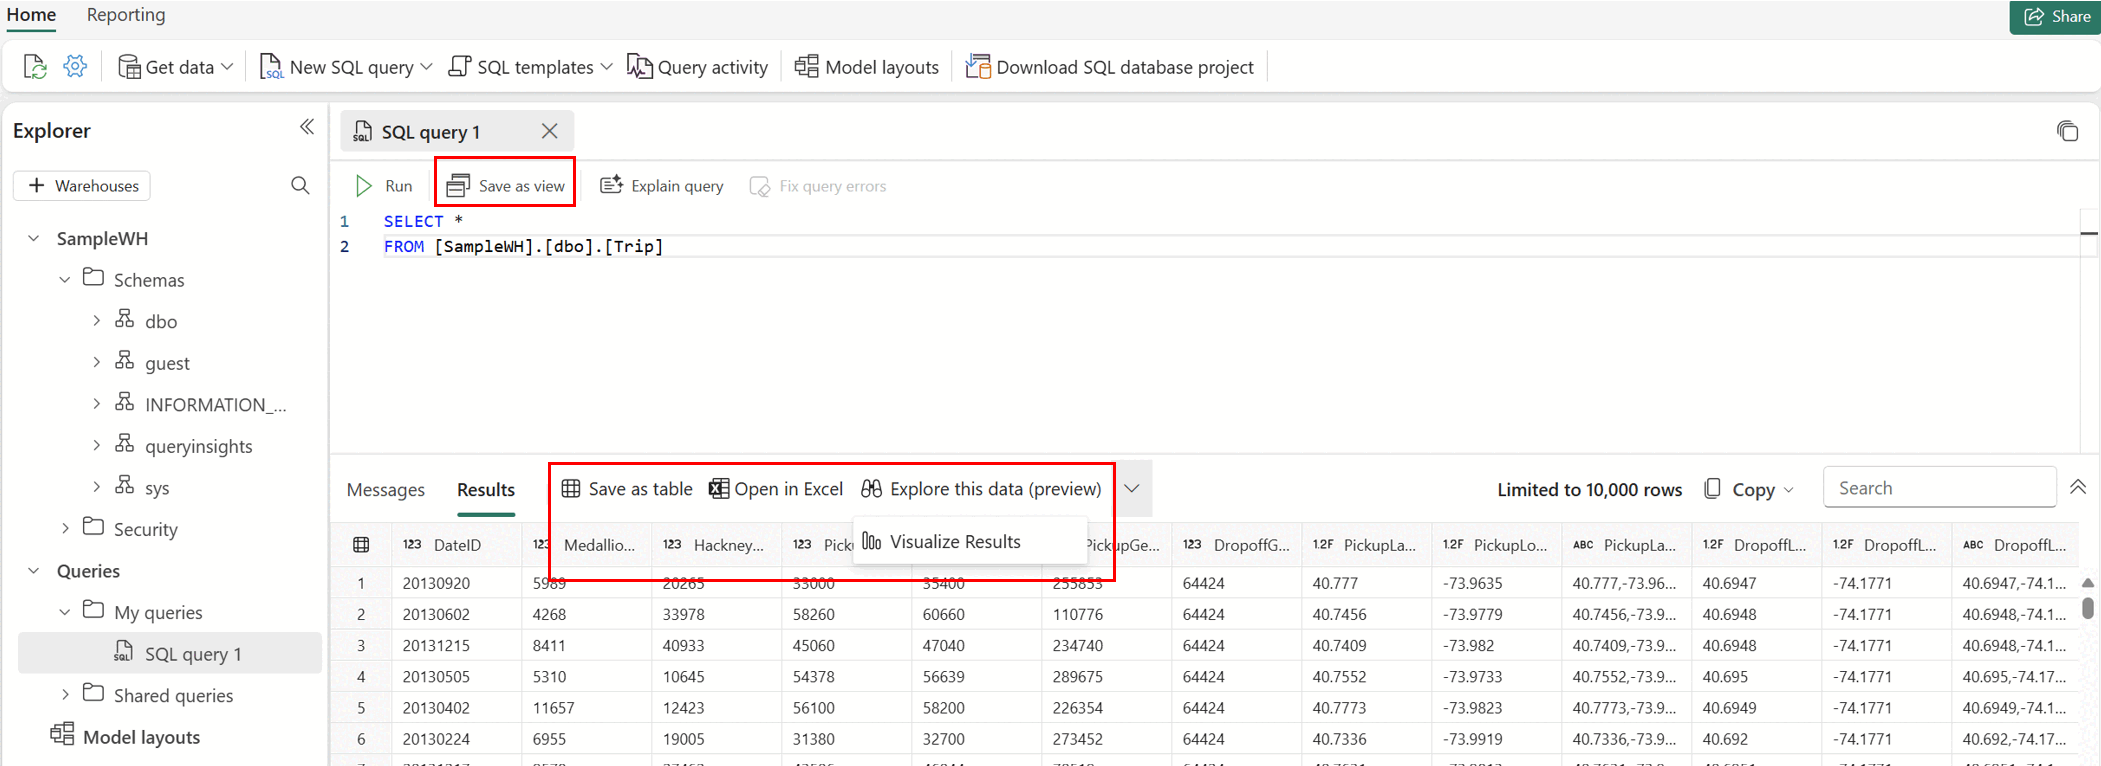 Home Reporting Share
Get data New SQL query SQL templates Query activity Model layouts Download SQL database project
Explorer
SQL query 1
+ Warehouses
Run Save as view Explain query Fix query errors
1 SELECT *
2 FROM [SampleWH].[dbo].[Trip]
SampleWH
Schemas
dbo
guest
INFORMATION_...
queryinsights
sys
Security
Queries
My queries
SQL query 1
Shared queries
Model layouts
Messages Results Save as table Open in Excel Explore this data (preview) Limited to 10,000 rows Copy Search
Visualize Results
123 DateID 123 Medallio... 123 Hackney... 123 Pick PickupGe... 123 DropoffG... 1.2F PickupLa... 1.2F PickupLo... ABC PickupLa... 1.2F DropoffL... 1.2F DropoffL... ABC DropoffL...
1 20130920 5989 20265 33000 35400 255853 64424 40.777 -73.9635 40.777,-73.96... 40.6947 -74.1771 40.6947,-74.1...
2 20130602 4268 33978 58260 60660 110776 64424 40.7456 -73.9779 40.7456,-73.9... 40.6948 -74.1771 40.6948,-74.1...
3 20131215 8411 40933 45060 47040 234740 64424 40.7409 -73.982 40.7409,-73.9... 40.6948 -74.1771 40.6948,-74.1...
4 20130505 5310 10645 54378 56639 289675 64424 40.7552 -73.9733 40.7552,-73.9... 40.695 -74.1771 40.695,-74.17...
5 20130402 11657 12423 56100 58200 226354 64424 40.7773 -73.9823 40.7773,-73.9... 40.6949 -74.1771 40.6949,-74.1...
6 20130224 6955 19005 31380 32700 273452 64424 40.7336 -73.9919 40.7336,-73.9... 40.692 -74.1771 40.692,-74.17...